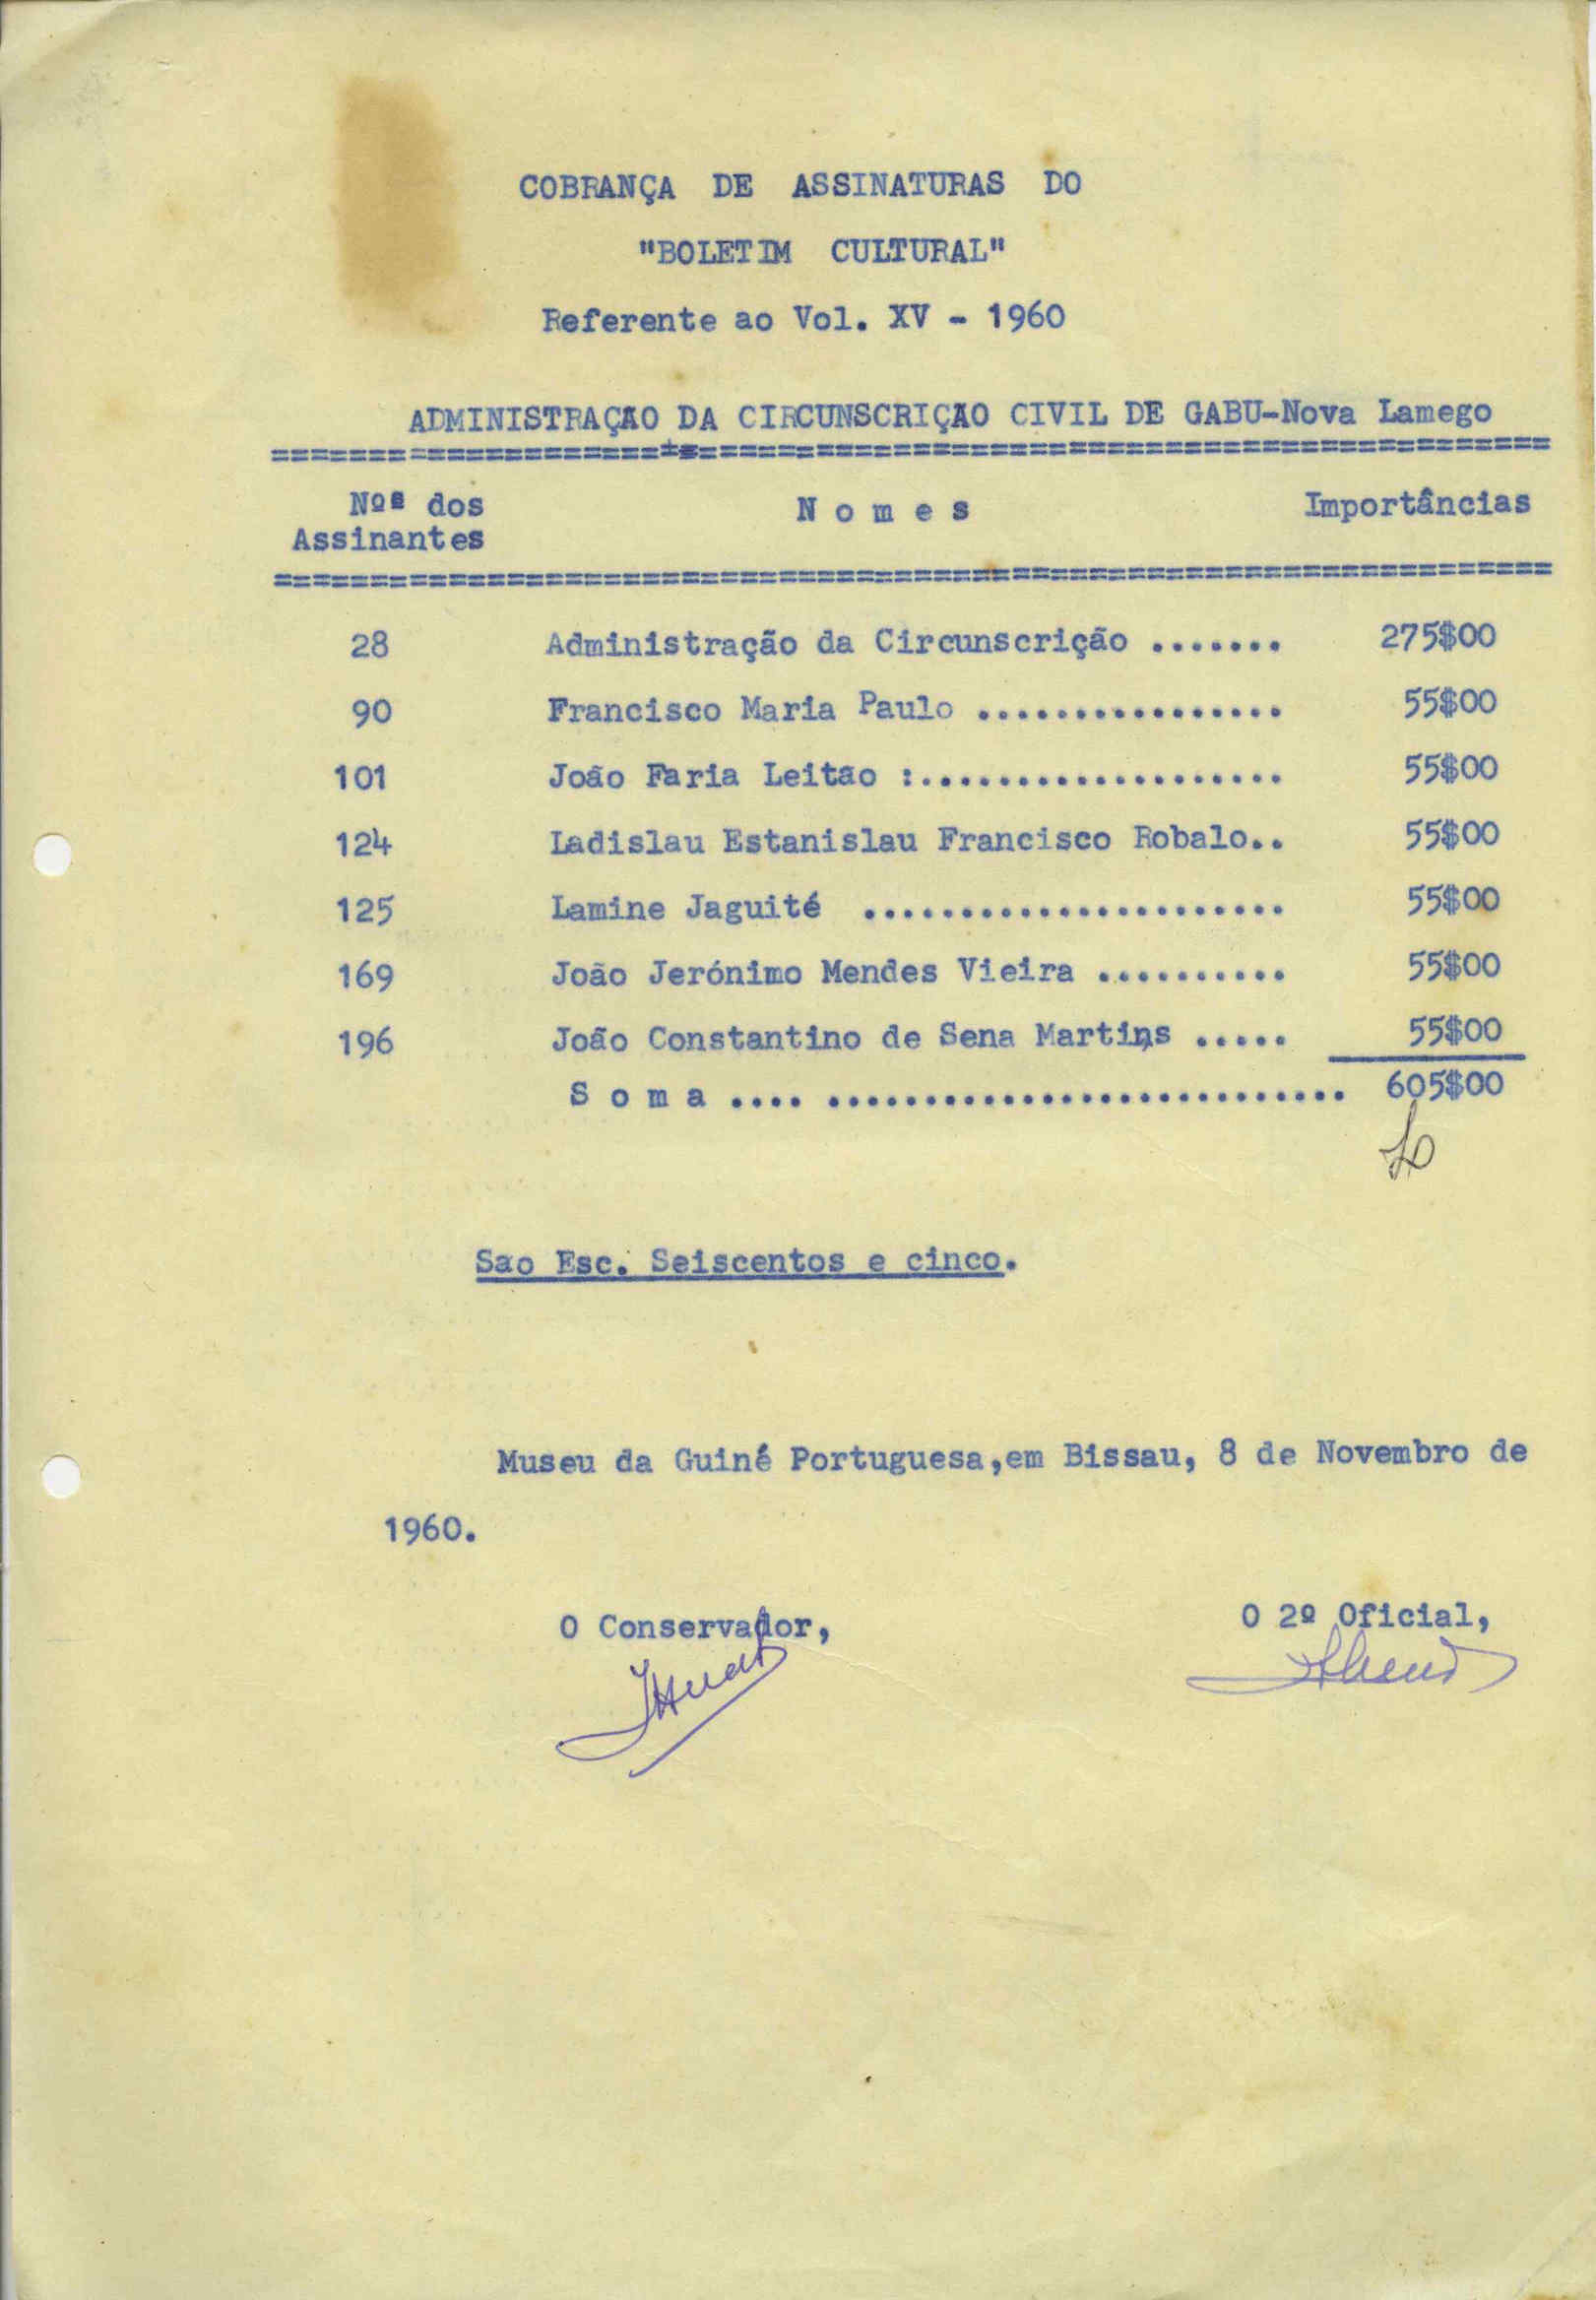 COBRANÇA DE ASSINATURAS DO
"BOLETIM CULTURAL"
Referente ao Vol. XV - 1960
ADMINISTRAÇAO DA CIRCUNSCRIÇAO CIVIL DE GABU-Nova Lamego
Nºs dos Assinantes N o m e s Importâncias
28 Administração da Circunscrição ....... 275$00
90 Francisco Maria Paulo ................ 55$00
101 João Faria Leitao :................... 55$00
124 Ladislau Estanislau Francisco Robalo.. 55$00
125 Lamine Jaguité ...................... 55$00
169 João Jerónimo Mendes Vieira .......... 55$00
196 João Constantino de Sena Martins ..... 55$00
S o m a .... ........................... 605$00
Sao Esc. Seiscentos e cinco.
Museu da Guiné Portuguesa,em Bissau, 8 de Novembro de
1960.
O Conservador, O 2º Oficial,